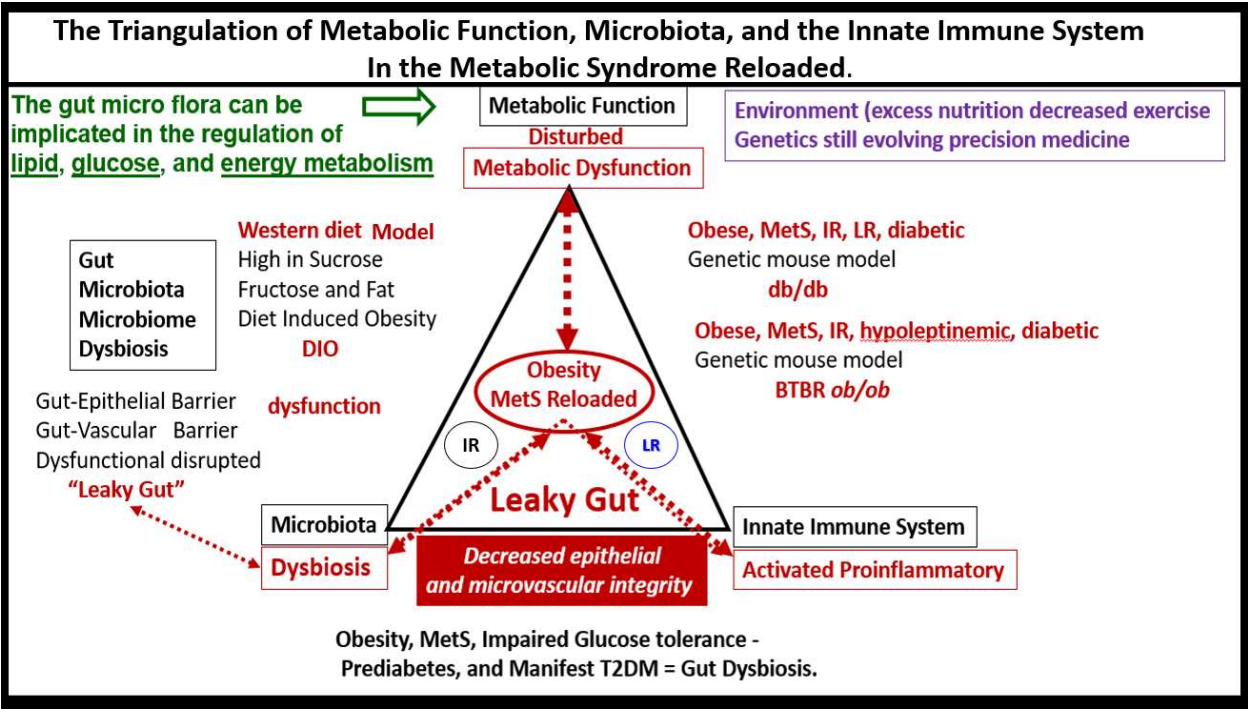 The Triangulation of Metabolic Function, Microbiota, and the Innate Immune System
In the Metabolic Syndrome Reloaded.
The gut micro flora can be
implicated in the regulation of
lipid, glucose, and energy metabolism
Metabolic Function
Disturbed
Metabolic Dysfunction
Environment (excess nutrition decreased exercise
Genetics still evolving precision medicine
Gut
Microbiota
Microbiome
Dysbiosis
Western diet Model
High in Sucrose
Fructose and Fat
Diet Induced Obesity
DIO
Obese, MetS, IR, LR, diabetic
Genetic mouse model
db/db
Obese, MetS, IR, hypoleptinemic, diabetic
Genetic mouse model
BTBR ob/ob
Obesity
MetS Reloaded
IR
LR
Leaky Gut
Gut-Epithelial Barrier
dysfunction
Gut-Vascular Barrier
Dysfunctional disrupted
“Leaky Gut”
Microbiota
Dysbiosis
Decreased epithelial
and microvascular integrity
Innate Immune System
Activated Proinflammatory
Obesity, MetS, Impaired Glucose tolerance -
Prediabetes, and Manifest T2DM = Gut Dysbiosis.